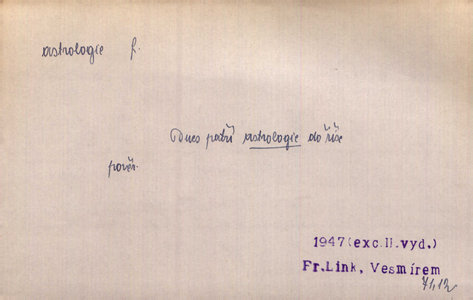 astrologie f.
Dnes patří astrologie do říše
pověr.
1947(exc.II.vyd.)
Fr.Link, Vesmírem